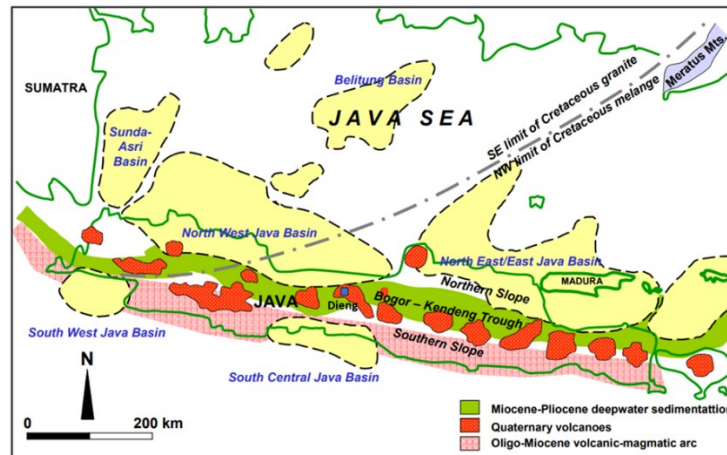 SUMATRA
Belitung Basin
JAVA SEA
Meratus Mts.
SE limit of Cretaceous granite
NW limit of Cretaceous melange
Sunda-
Asri
Basin
North West Java Basin
North East/East Java Basin
Northern Slope
MADURA
JAVA
Dieng
Bogor – Kendeng Trough
Southern Slope
South West Java Basin
South Central Java Basin
N
0
200 km
Miocene-Pliocene deepwater sedimentattion
Quaternary volcanoes
Oligo-Miocene volcanic-magmatic arc